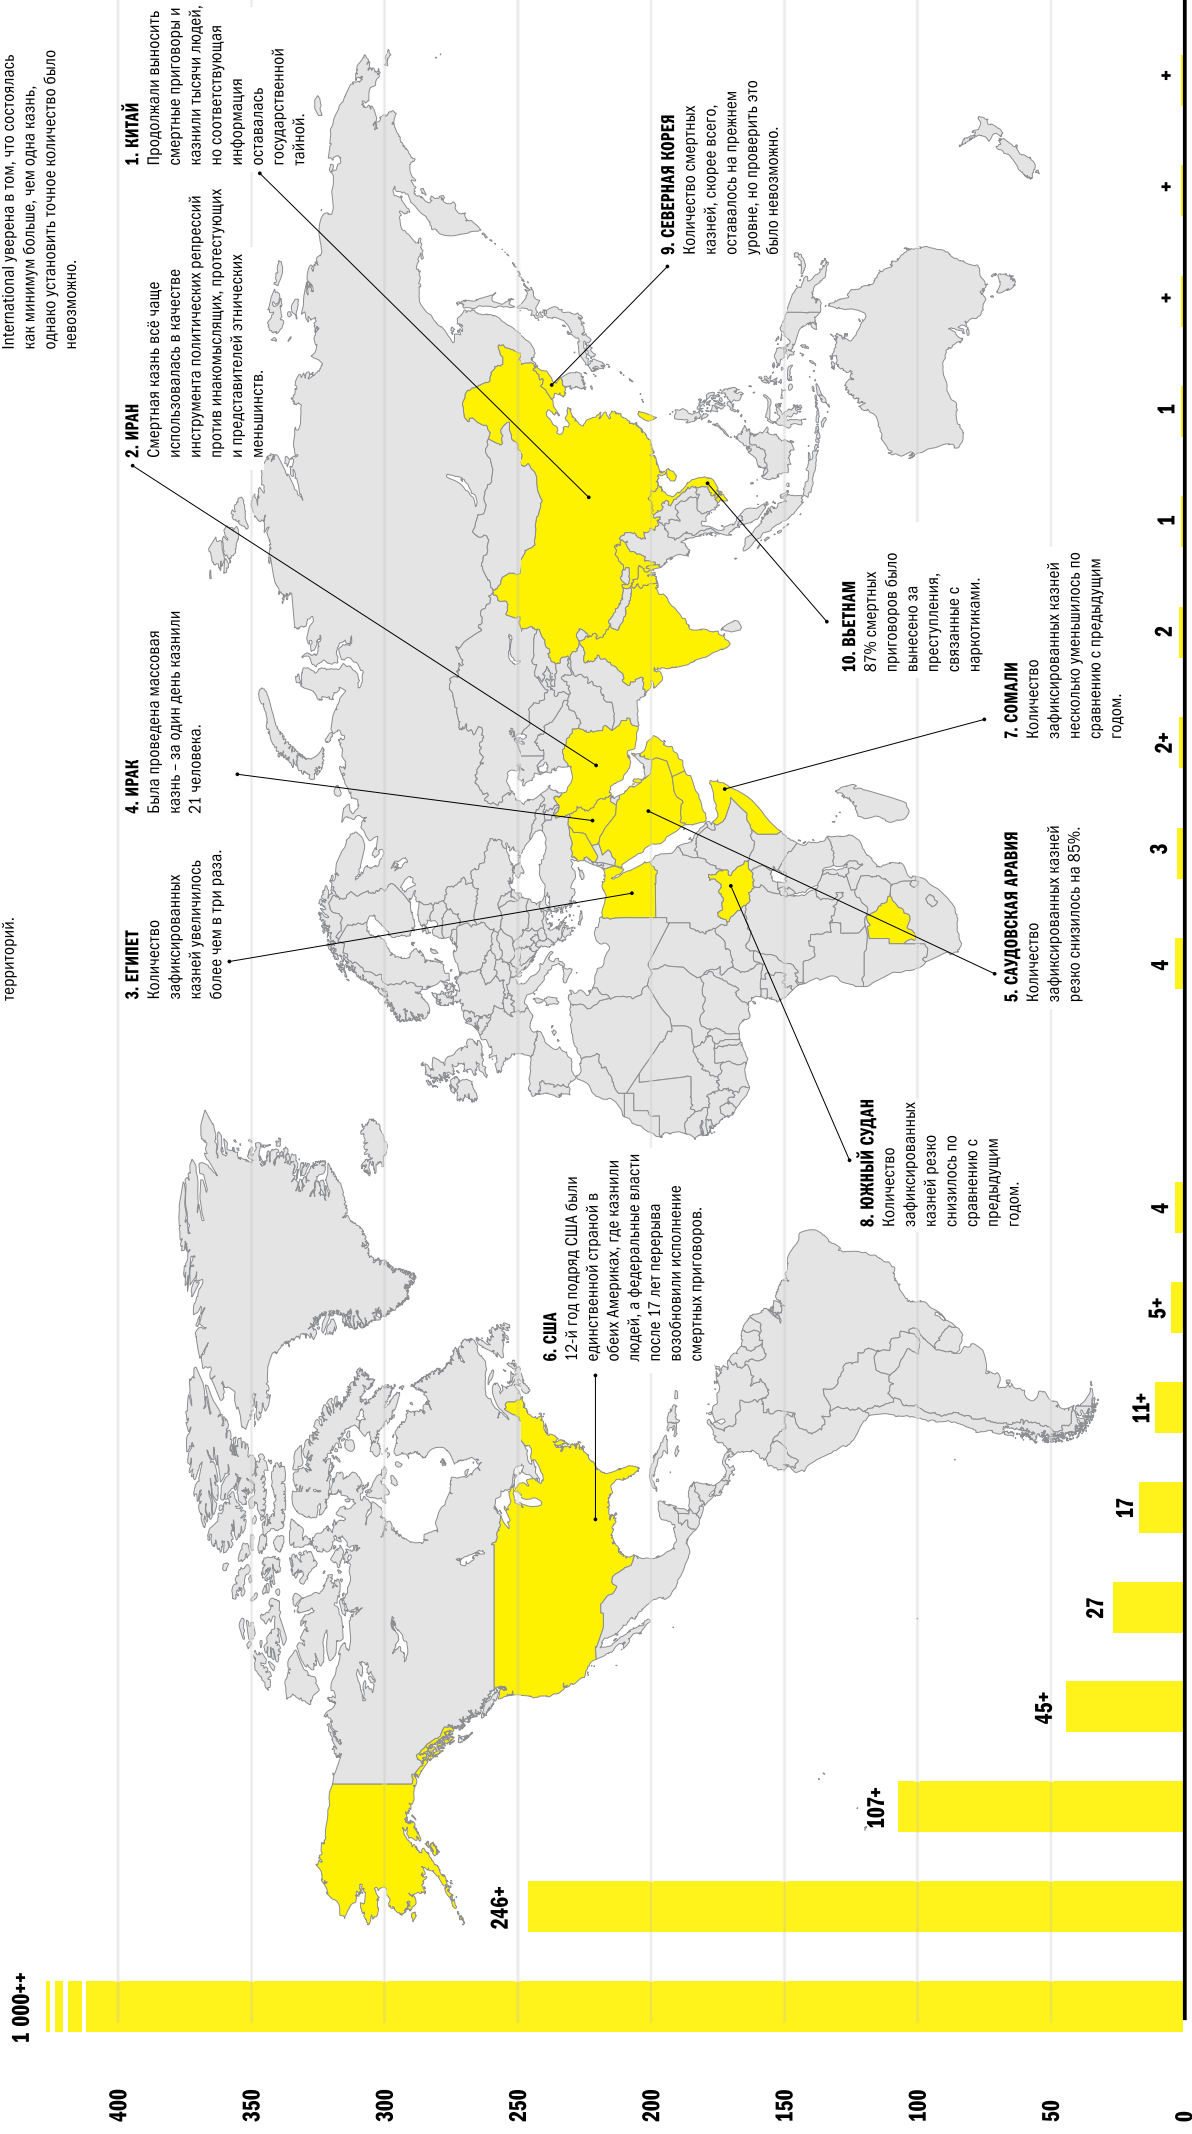 территорий.
International уверена в том, что состоялась
как минимум больше, чем одна казнь,
однако установить точное количество было
невозможно.
1. КИТАЙ
Продолжали выносить
смертные приговоры и
казнили тысячи людей,
но соответствующая
информация
оставалась
государственной
тайной.
2. ИРАН
Смертная казнь всё чаще
использовалась в качестве
инструмента политических репрессий
против инакомыслящих, протестующих
и представителей этнических
меньшинств.
3. ЕГИПЕТ
Количество
зафиксированных
казней увеличилось
более чем в три раза.
4. ИРАК
Была проведена массовая
казнь – за один день казнили
21 человека.
5. САУДОВСКАЯ АРАВИЯ
Количество
зафиксированных казней
резко снизилось на 85%.
6. США
12-й год подряд США были
единственной страной в
обеих Америках, где казнили
людей, а федеральные власти
после 17 лет перерыва
возобновили исполнение
смертных приговоров.
7. СОМАЛИ
Количество
зафиксированных казней
несколько уменьшилось по
сравнению с предыдущим
годом.
8. ЮЖНЫЙ СУДАН
Количество
зафиксированных
казней резко
снизилось по
сравнению с
предыдущим
годом.
9. СЕВЕРНАЯ КОРЕЯ
Количество смертных
казней, скорее всего,
оставалось на прежнем
уровне, но проверить это
было невозможно.
10. ВЬЕТНАМ
87% смертных
приговоров было
вынесено за
преступления,
связанные с
наркотиками.
400
350
300
250
200
150
100
50
0
1 000++
246+
107+
45+
27
17
11+
5+
4
4
3
2+
2
1
1
+
+
+